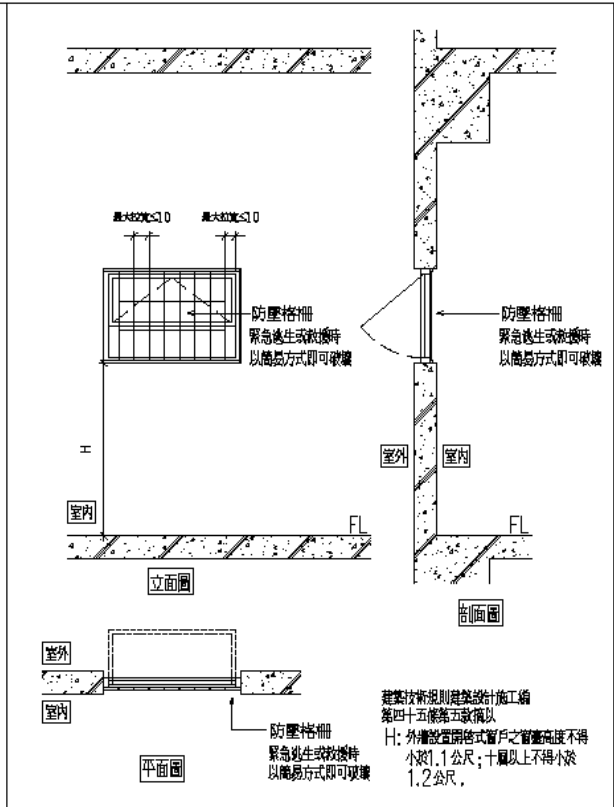 最大拉寬≤10
最大拉寬≤10
防墜格柵
緊急逃生或救援時
以簡易方式即可破壞
防墜格柵
緊急逃生或救援時
以簡易方式即可破壞
H
室外
室內
室內
FL
FL
立面圖
剖面圖
室外
室內
防墜格柵
緊急逃生或救援時
以簡易方式即可破壞
平面圖
建築技術規則建築設計施工編
第四十五條第五款
H: 外牆設置開啓式窗戶之窗臺高度不得
小於1.1公尺；十層以上不得小於
1.2公尺。